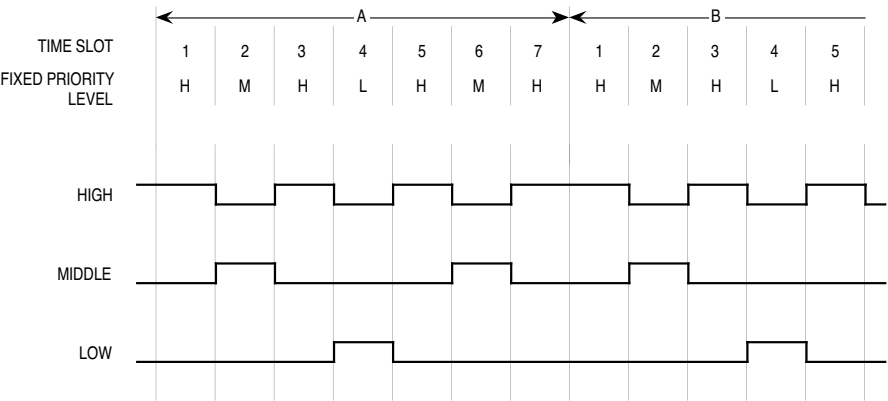 A B
TIME SLOT 1 2 3 4 5 6 7 1 2 3 4 5
FIXED PRIORITY
LEVEL H M H L H M H H M H L H
HIGH
MIDDLE
LOW